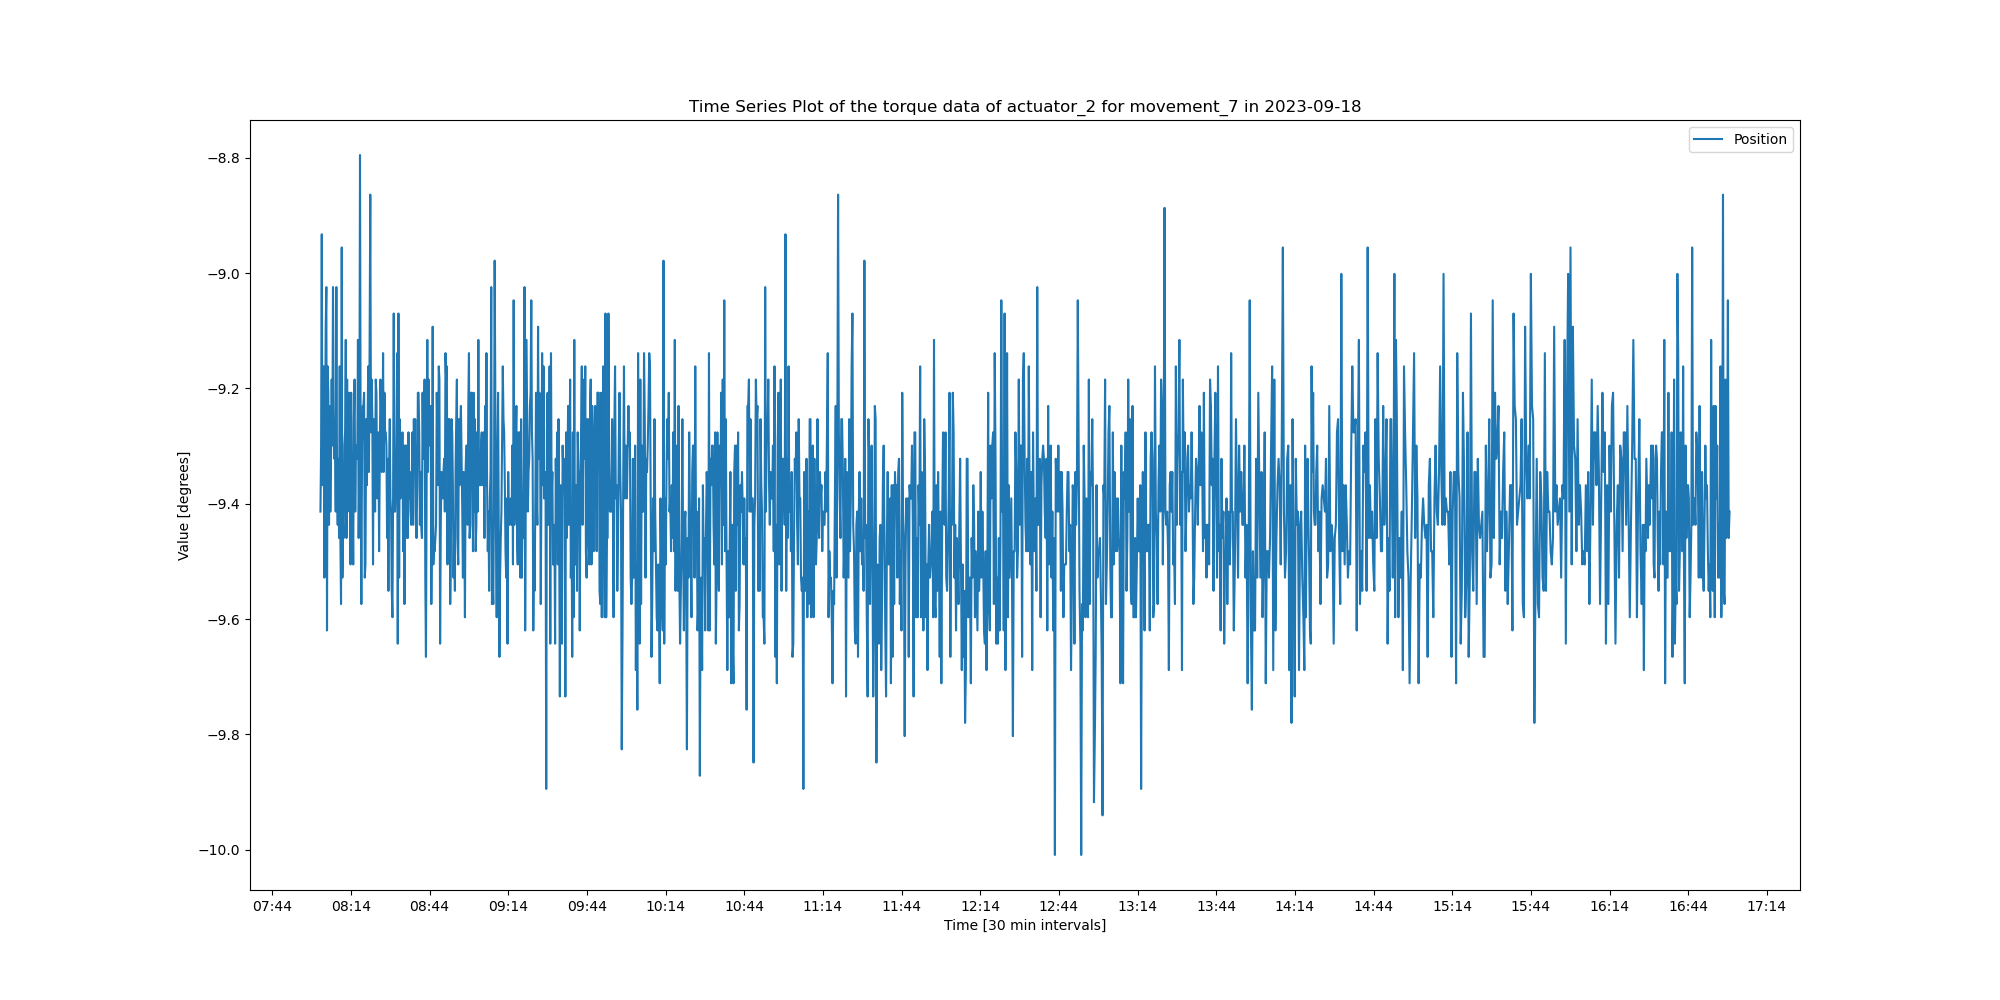 Time Series Plot of the torque data of actuator_2 for movement_7 in 2023-09-18
Position
−8.8
−9.0
−9.2
−9.4
−9.6
−9.8
−10.0
Value [degrees]
07:44 08:14 08:44 09:14 09:44 10:14 10:44 11:14 11:44 12:14 12:44 13:14 13:44 14:14 14:44 15:14 15:44 16:14 16:44 17:14
Time [30 min intervals]